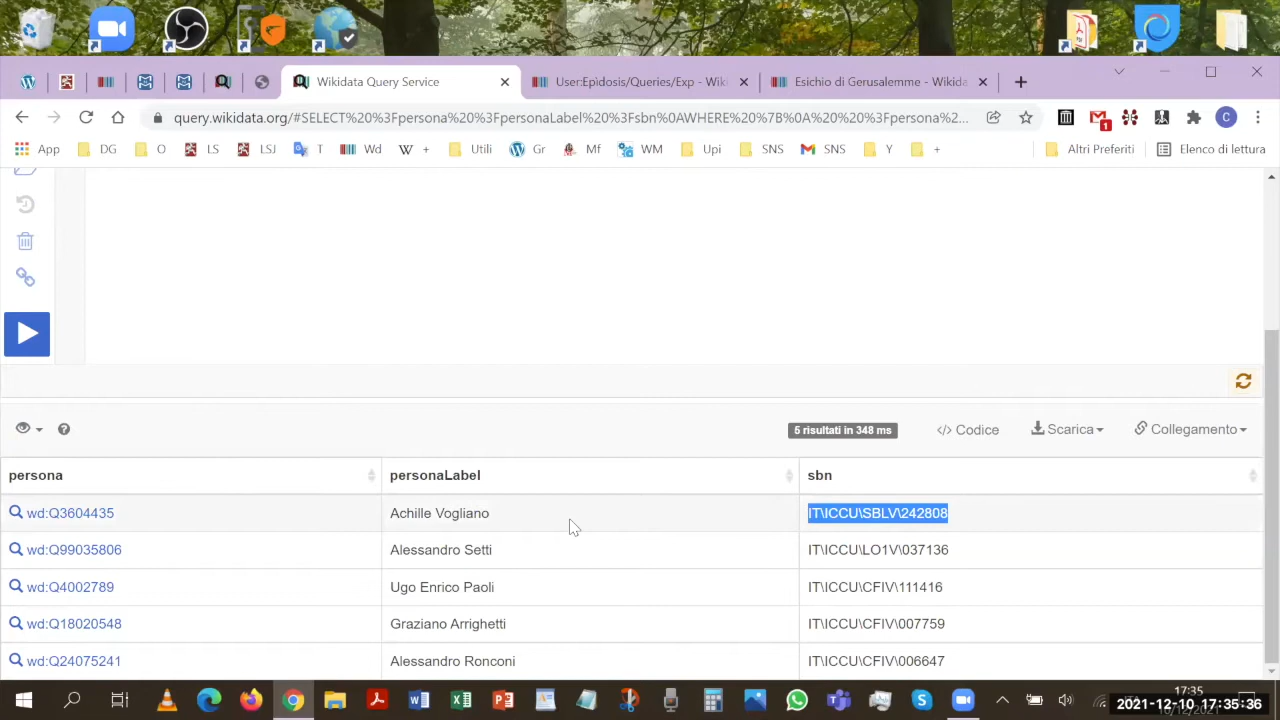 Wikidata Query Service
User:Epidosis/Queries/Exp - Wiki
Esichio di Gerusalemme - Wikida
query.wikidata.org/#SELECT%20%3Fpersona%20%3FpersonaLabel%20%3Fsbn%0AWHERE%20%7B%0A%20%20%3Fpersona%2...
1
C
App
DG
O
LS
LSJ
T
Wd
+
Utili
Gr
Mf
WM
Upi
SNS
SNS
Y
+
Altri Preferiti
Elenco di lettura
5 risultati in 348 ms
</> Codice
Scarica
Collegamento
persona personaLabel sbn
wd:Q3604435 Achille Vogliano IT\ICCU\SBLV\242808
wd:Q99035806 Alessandro Setti IT\ICCU\LO1V\037136
wd:Q4002789 Ugo Enrico Paoli IT\ICCU\CFIV\111416
wd:Q18020548 Graziano Arrighetti IT\ICCU\CFIV\007759
wd:Q24075241 Alessandro Ronconi IT\ICCU\CFIV\006647
17:35
2021-12-10 17:35:36